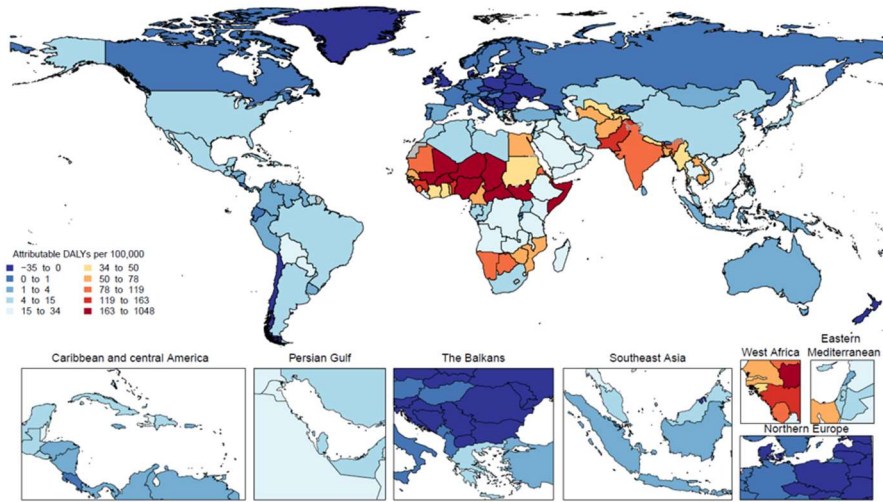 Attributable DALYs per 100,000
−35 to 0
0 to 1
1 to 4
4 to 15
15 to 34
34 to 50
50 to 78
78 to 119
119 to 163
163 to 1048
Caribbean and central America
Persian Gulf
The Balkans
Southeast Asia
West Africa
Eastern
Mediterranean
Northern Europe